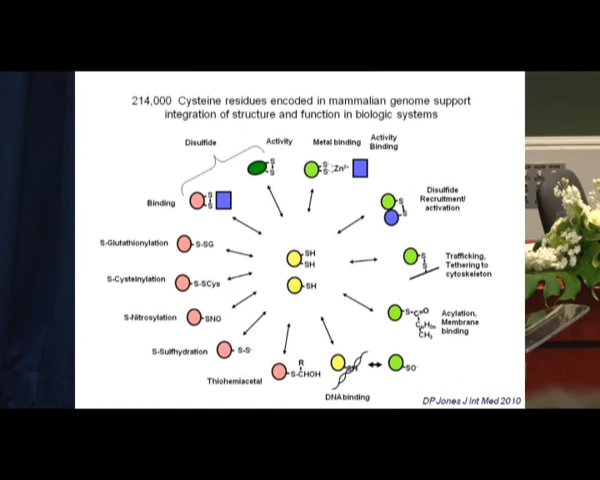 214,000 Cysteine residues encoded in mammalian genome support
integration of structure and function in biologic systems
Disulfide
Activity
Metal binding
Activity
Binding
S
S
S
S
Zn²⁺
Binding
S
S
Disulfide
Recruitment/
activation
S
S
S-Glutathionylation
S-SG
SH
SH
Trafficking,
Tethering to
cytoskeleton
S
S
S-Cysteinylation
S-SCys
SH
S-Nitrosylation
SNO
S-C=O
Acylation,
Membrane
binding
CH₃
S-Sulfhydration
S-S-
Thiohemiacetal
R
S-CHOH
SO-
DNA binding
DP Jones J Int Med 2010